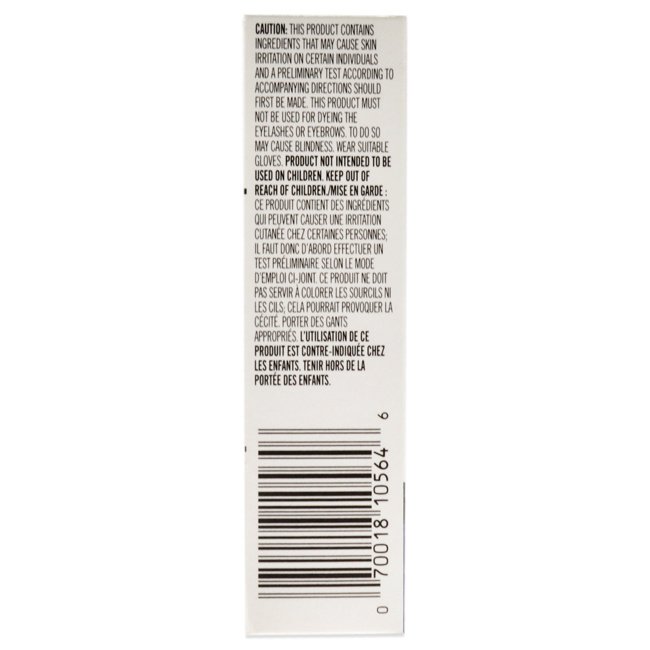 CAUTION: THIS PRODUCT CONTAINS
INGREDIENTS THAT MAY CAUSE SKIN
IRRITATION ON CERTAIN INDIVIDUALS
AND A PRELIMINARY TEST ACCORDING TO
ACCOMPANYING DIRECTIONS SHOULD
FIRST BE MADE. THIS PRODUCT MUST
NOT BE USED FOR DYEING THE
EYELASHES OR EYEBROWS. TO DO SO
MAY CAUSE BLINDNESS. WEAR SUITABLE
GLOVES. PRODUCT NOT INTENDED TO BE
USED ON CHILDREN. KEEP OUT OF
REACH OF CHILDREN./MISE EN GARDE :
CE PRODUIT CONTIENT DES INGRÉDIENTS
QUI PEUVENT CAUSER UNE IRRITATION
CUTANÉE CHEZ CERTAINES PERSONNES;
IL FAUT DONC D'ABORD EFFECTUER UN
TEST PRÉLIMINAIRE SELON LE MODE
D'EMPLOI CI-JOINT. CE PRODUIT NE DOIT
PAS SERVIR À COLORER LES SOURCILS NI
LES CILS; CELA POURRAIT PROVOQUER LA
CÉCITÉ. PORTER DES GANTS
APPROPRIÉS. L'UTILISATION DE CE
PRODUIT EST CONTRE-INDIQUÉE CHEZ
LES ENFANTS. TENIR HORS DE LA
PORTÉE DES ENFANTS.
0 70018 10564 6